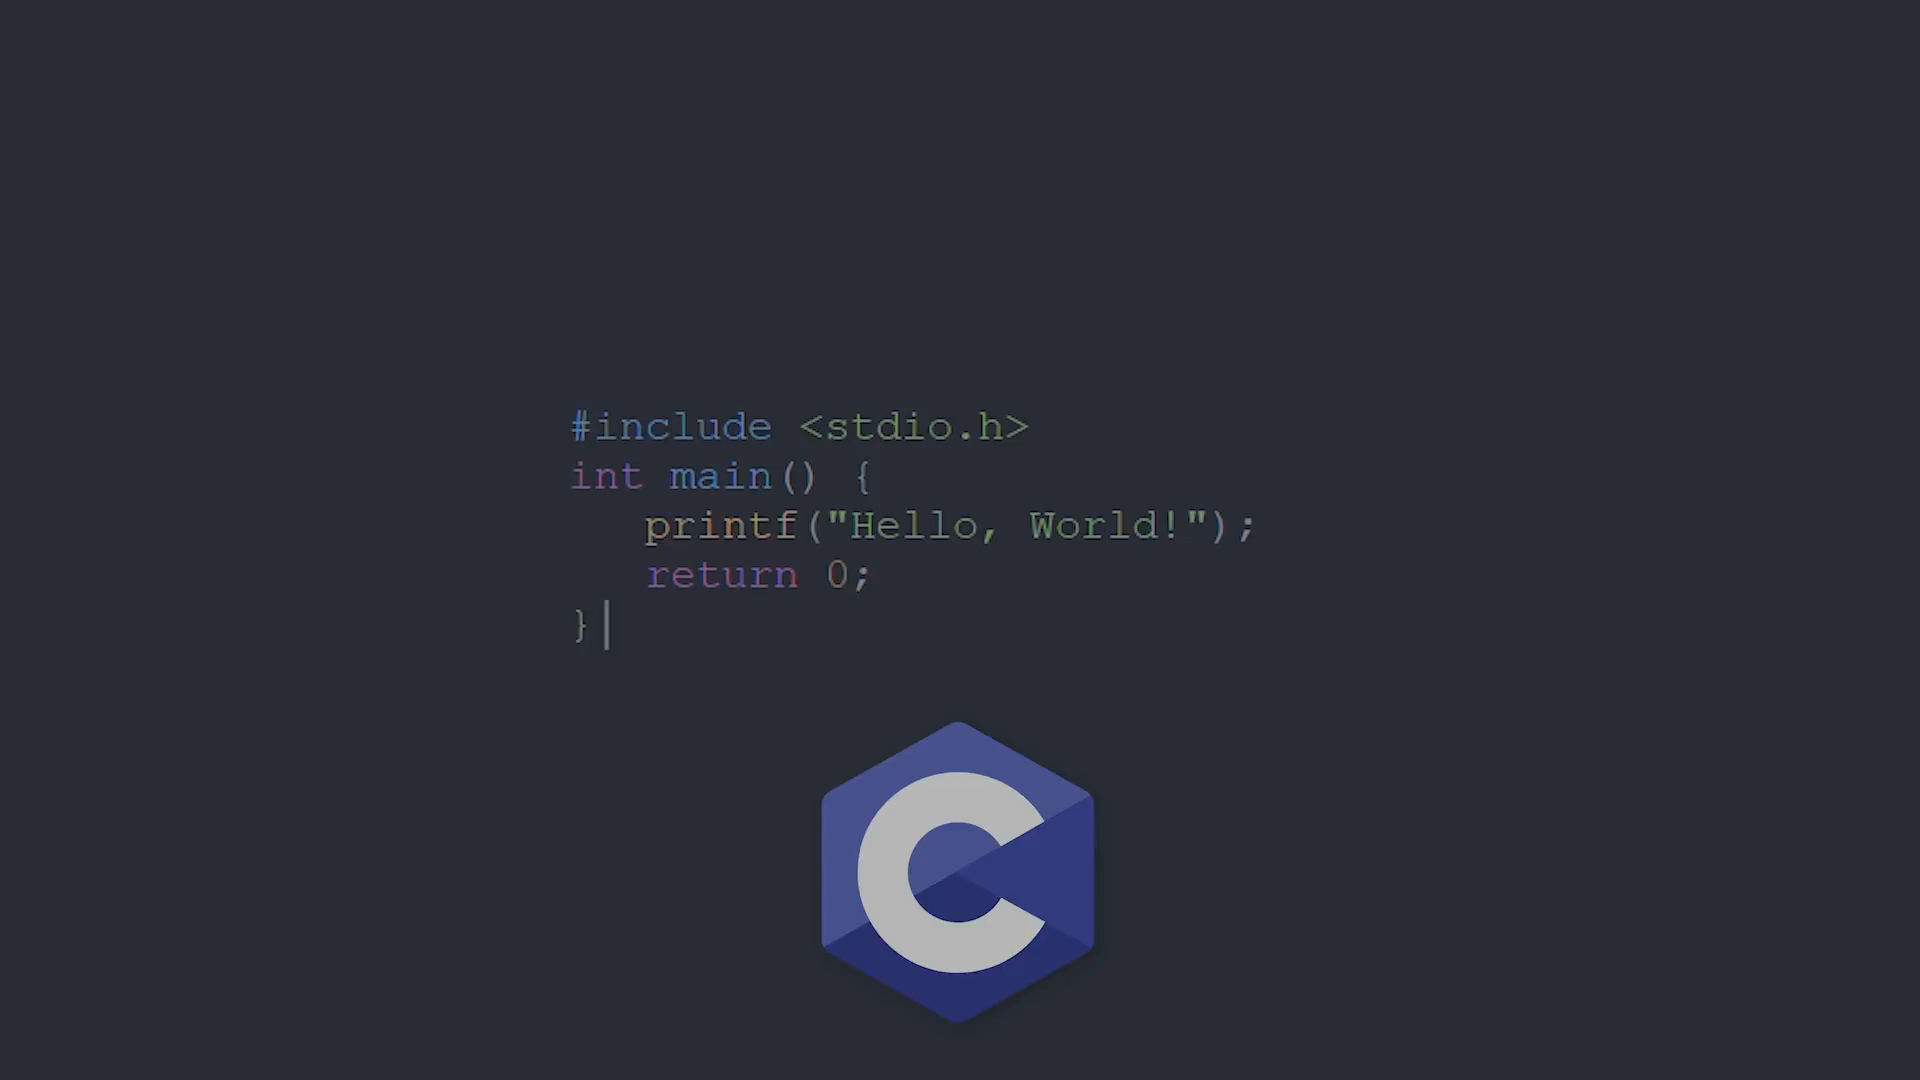 #include <stdio.h>
int main() {
   printf("Hello, World!");
   return 0;
}
C